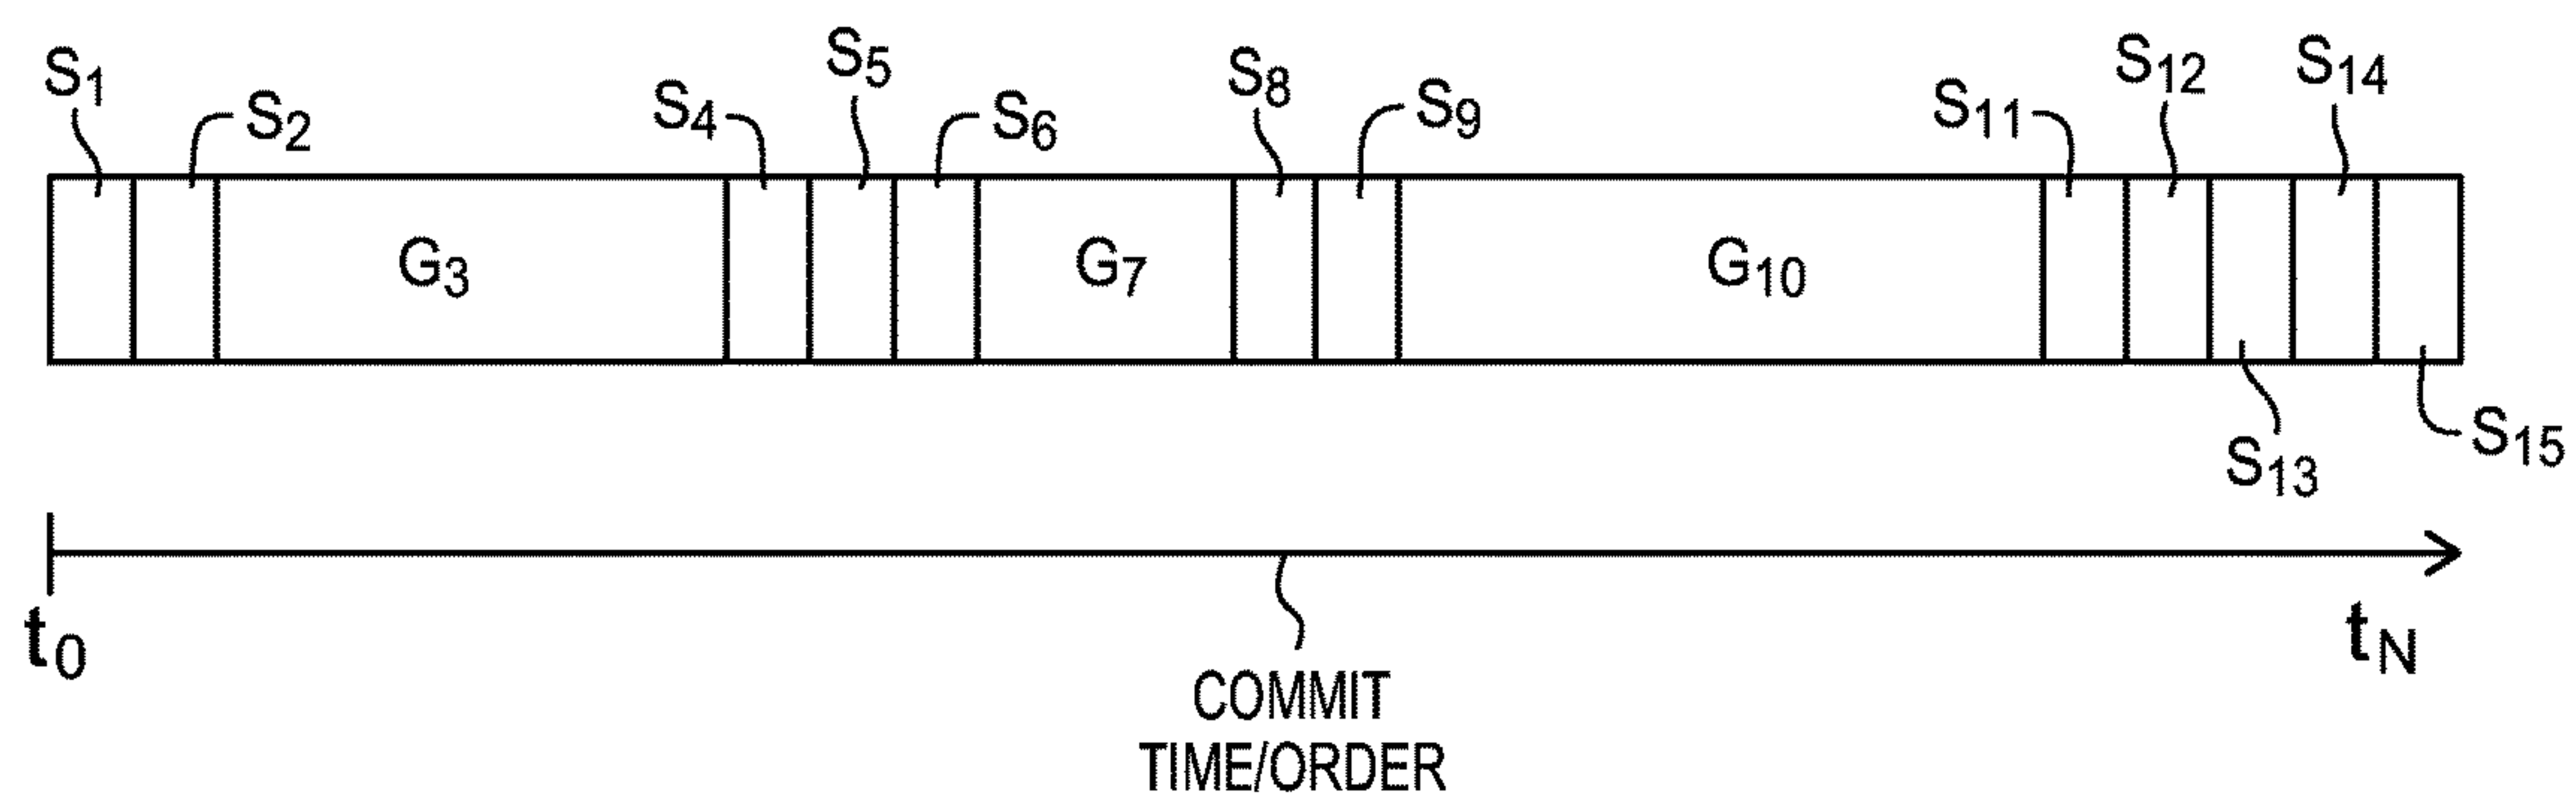 S1
S2
S4
S5
S6
S8
S9
S11
S12
S14
G3
G7
G10
S13
S15
t0
tN
COMMIT
TIME/ORDER